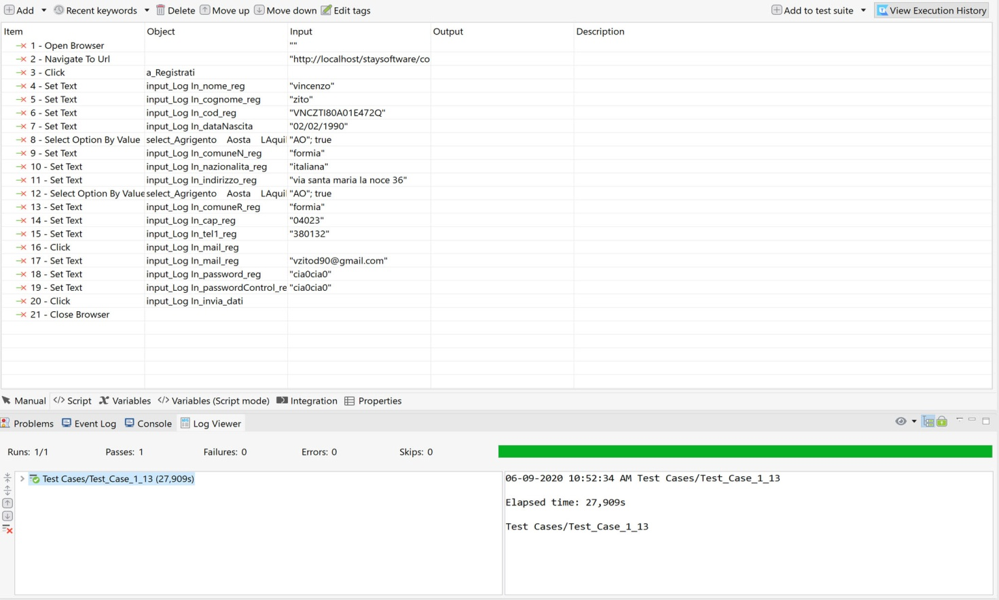 Add Recent keywords Delete Move up Move down Edit tags Add to test suite View Execution History
Item Object Input Output Description
1 - Open Browser ""
2 - Navigate To Url "http://localhost/staysoftware/co
3 - Click a_Registrati
4 - Set Text input_Log In_nome_reg "vincenzo"
5 - Set Text input_Log In_cognome_reg "zito"
6 - Set Text input_Log In_cod_reg "VNCZTI80A01E472Q"
7 - Set Text input_Log In_dataNascita "02/02/1990"
8 - Select Option By Value select_Agrigento Aosta LAqui "AO"; true
9 - Set Text input_Log In_comuneN_reg "formia"
10 - Set Text input_Log In_nazionalita_reg "italiana"
11 - Set Text input_Log In_indirizzo_reg "via santa maria la noce 36"
12 - Select Option By Value select_Agrigento Aosta LAqui "AO"; true
13 - Set Text input_Log In_comuneR_reg "formia"
14 - Set Text input_Log In_cap_reg "04023"
15 - Set Text input_Log In_tel1_reg "380132"
16 - Click input_Log In_mail_reg
17 - Set Text input_Log In_mail_reg "vzitod90@gmail.com"
18 - Set Text input_Log In_password_reg "cia0cia0"
19 - Set Text input_Log In_passwordControl_re "cia0cia0"
20 - Click input_Log In_invia_dati
21 - Close Browser
Manual </> Script Variables </> Variables (Script mode) Integration Properties
Problems Event Log Console Log Viewer
Runs: 1/1 Passes: 1 Failures: 0 Errors: 0 Skips: 0
Test Cases/Test_Case_1_13 (27,909s)
06-09-2020 10:52:34 AM Test Cases/Test_Case_1_13
Elapsed time: 27,909s
Test Cases/Test_Case_1_13